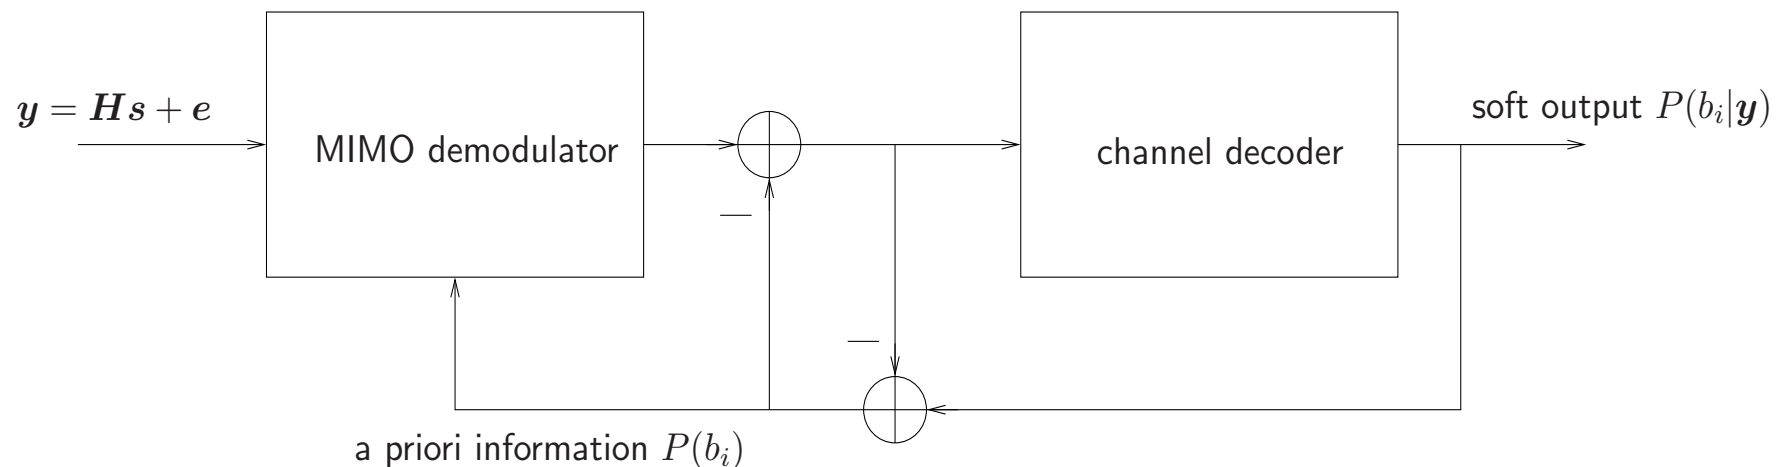 y = Hs + e
MIMO demodulator
—
—
channel decoder
soft output P(b_i|y)
a priori information P(b_i)